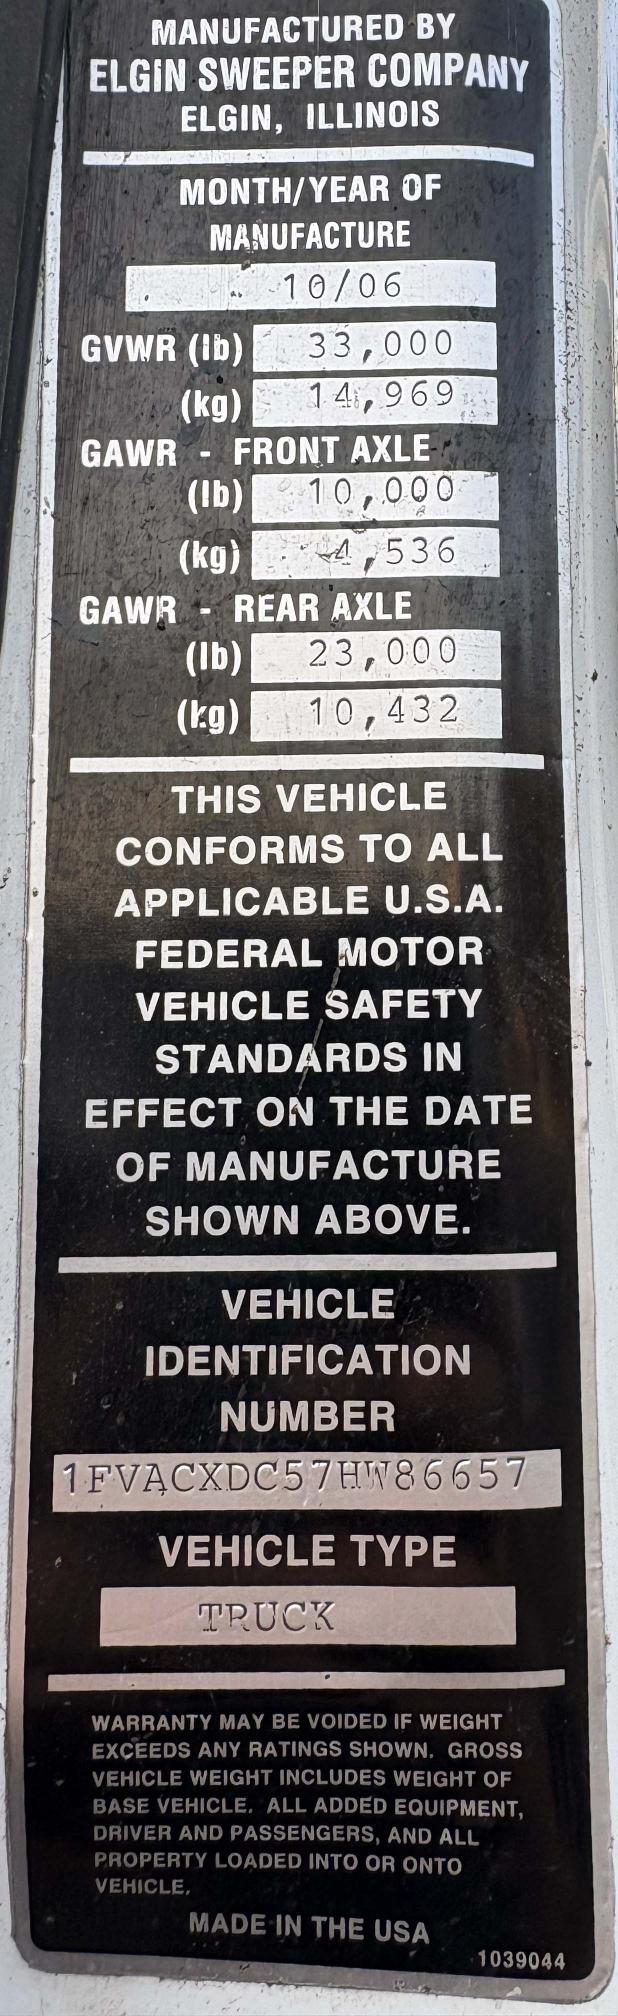 MANUFACTURED BY
ELGIN SWEEPER COMPANY
ELGIN, ILLINOIS
MONTH/YEAR OF
MANUFACTURE
10/06
GVWR (lb) 33,000
(kg) 14,969
GAWR - FRONT AXLE
(lb) 10,000
(kg) 4,536
GAWR - REAR AXLE
(lb) 23,000
(kg) 10,432
THIS VEHICLE
CONFORMS TO ALL
APPLICABLE U.S.A.
FEDERAL MOTOR
VEHICLE SAFETY
STANDARDS IN
EFFECT ON THE DATE
OF MANUFACTURE
SHOWN ABOVE.
VEHICLE
IDENTIFICATION
NUMBER
1FVACXDC57HW86657
VEHICLE TYPE
TRUCK
WARRANTY MAY BE VOIDED IF WEIGHT
EXCEEDS ANY RATINGS SHOWN. GROSS
VEHICLE WEIGHT INCLUDES WEIGHT OF
BASE VEHICLE. ALL ADDED EQUIPMENT,
DRIVER AND PASSENGERS, AND ALL
PROPERTY LOADED INTO OR ONTO
VEHICLE.
MADE IN THE USA
1039044